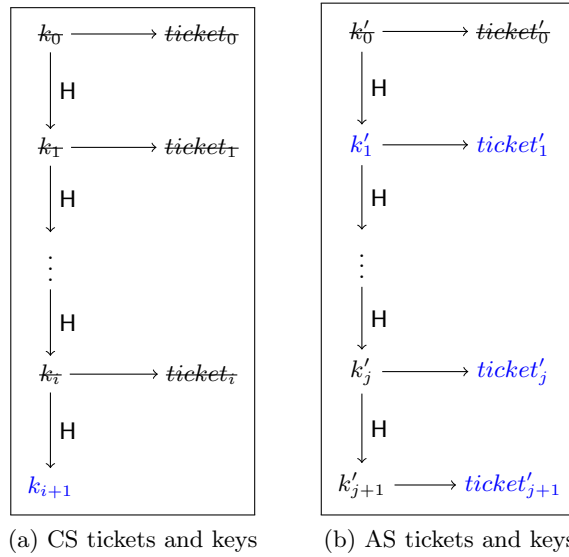 k₀ ticket₀ k′₀ ticket′₀
H H
k₁ ticket₁ k′₁ ticket′₁
H H
⋮ ⋮
H H
kᵢ ticketᵢ k′ⱼ ticket′ⱼ
H H
kᵢ₊₁ k′ⱼ₊₁ ticket′ⱼ₊₁
(a) CS tickets and keys (b) AS tickets and keys